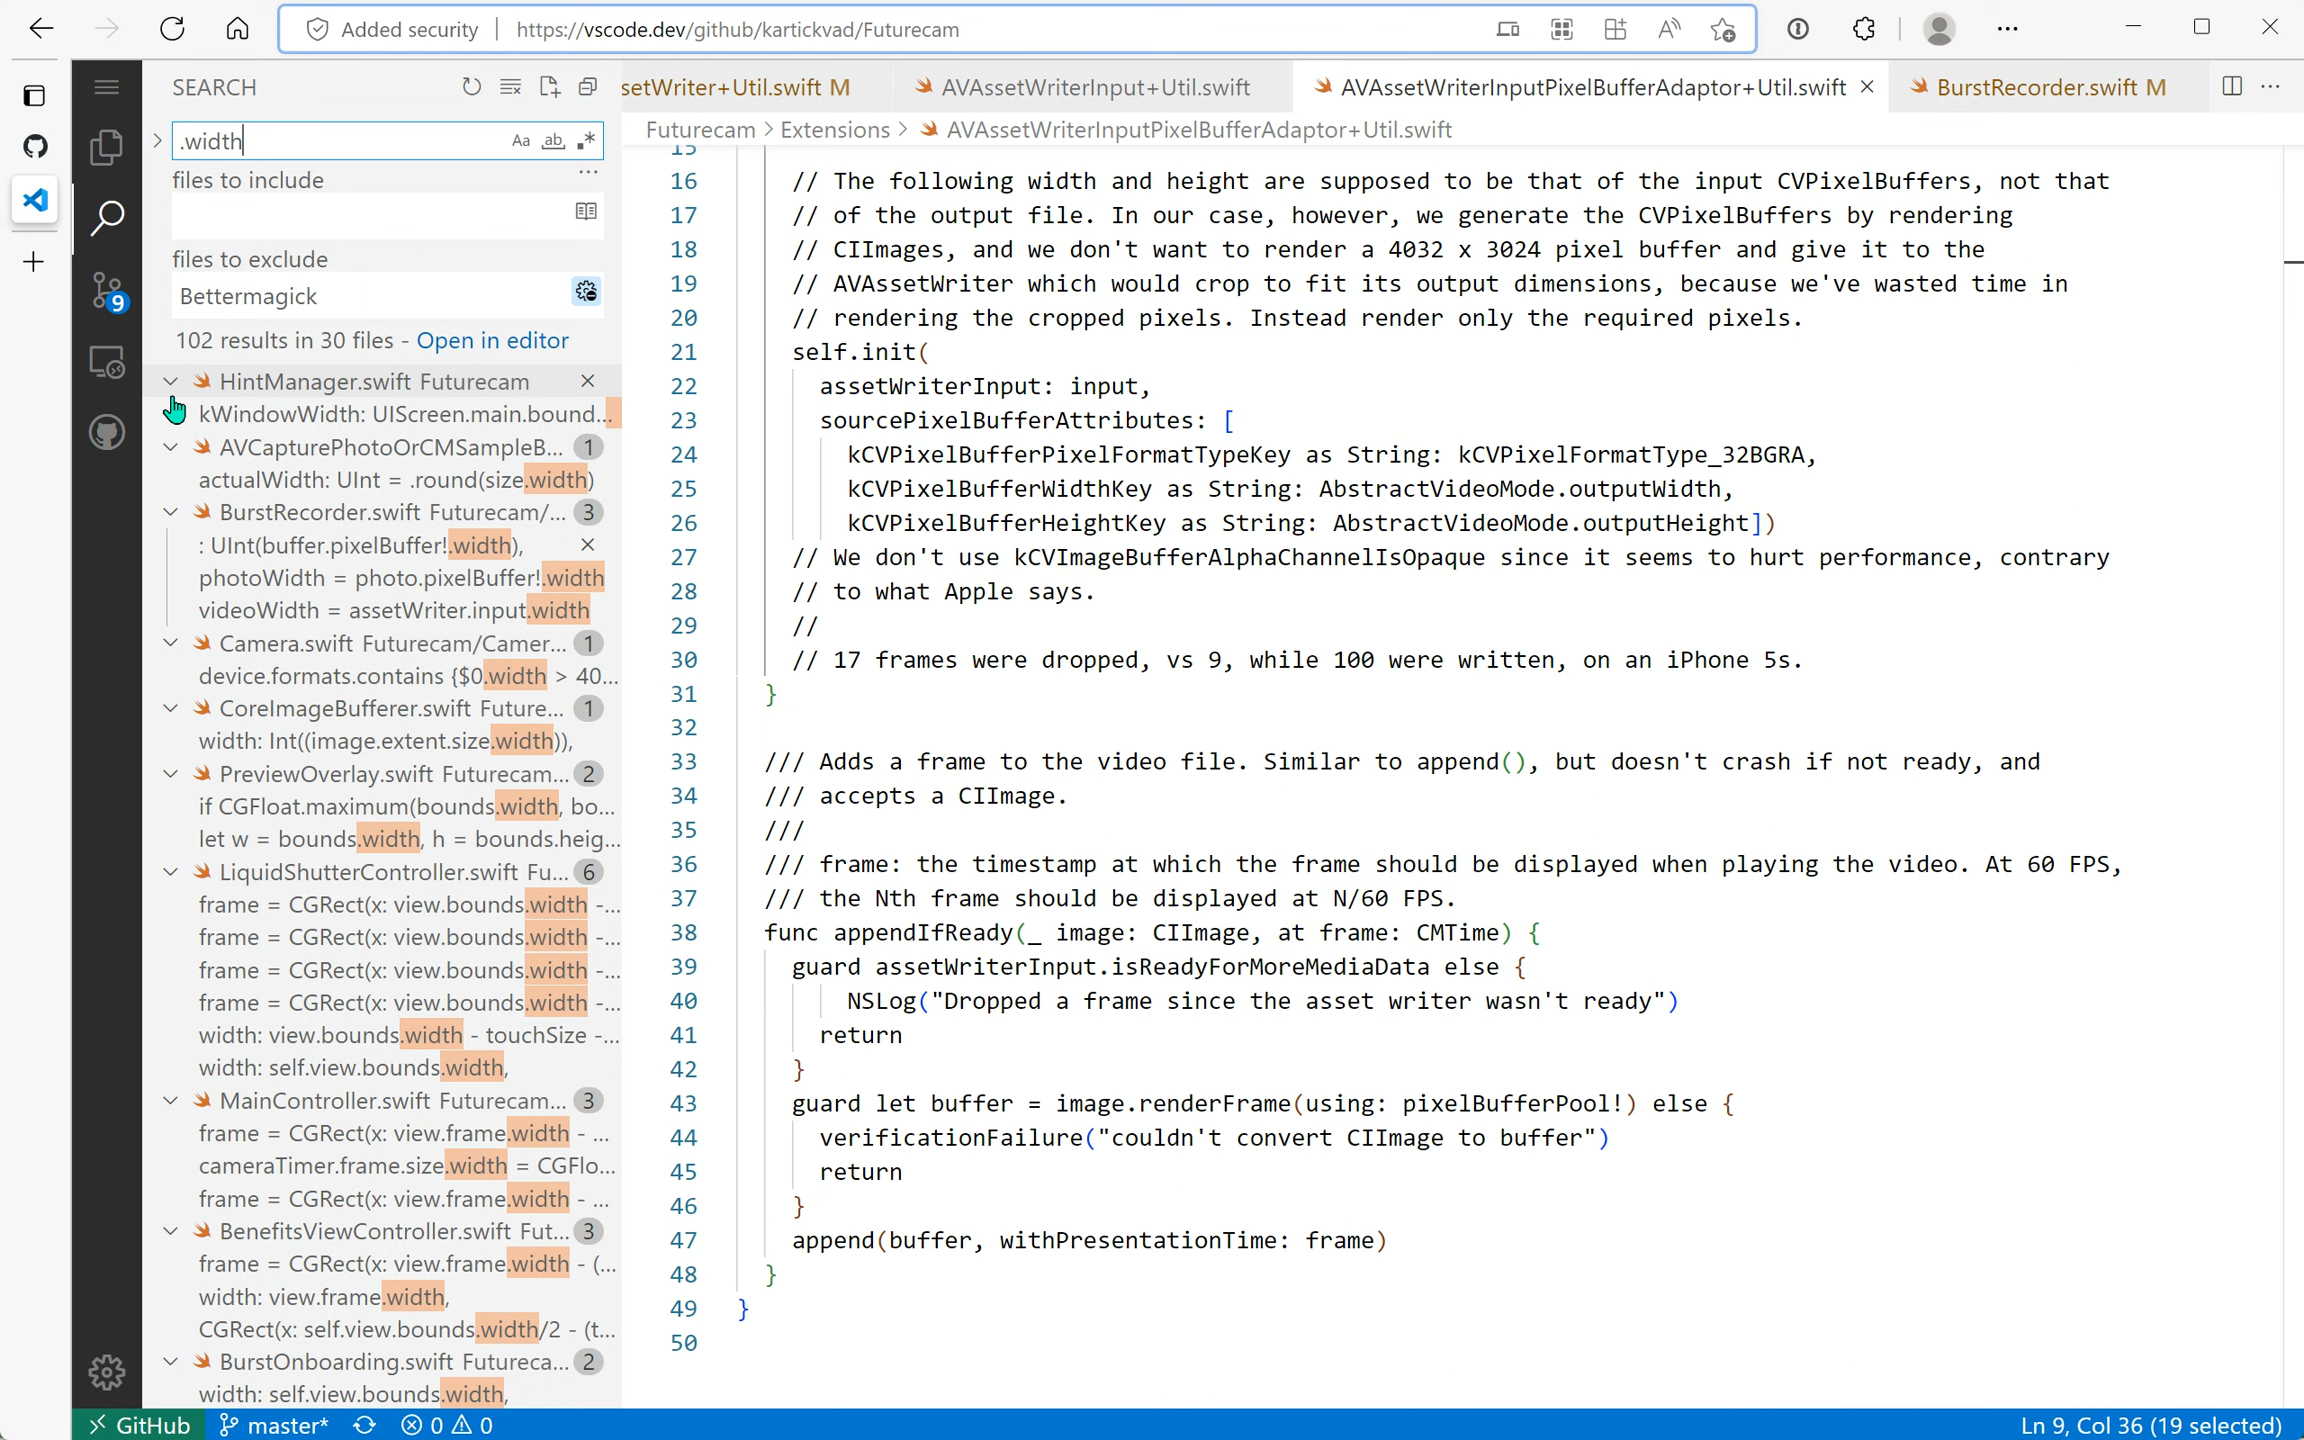 Added security
https://vscode.dev/github/kartickvad/Futurecam
SEARCH
.width
Aa ab
files to include
files to exclude
Bettermagick
102 results in 30 files - Open in editor
HintManager.swift Futurecam
kWindowWidth: UIScreen.main.bound...
AVCapturePhotoOrCMSampleB... 1
actualWidth: UInt = .round(size.width)
BurstRecorder.swift Futurecam/... 3
: UInt(buffer.pixelBuffer!.width),
photoWidth = photo.pixelBuffer!.width
videoWidth = assetWriter.input.width
Camera.swift Futurecam/Camer... 1
device.formats.contains {$0.width > 40...
CoreImageBufferer.swift Future... 1
width: Int((image.extent.size.width)),
PreviewOverlay.swift Futurecam... 2
if CGFloat.maximum(bounds.width, bo...
let w = bounds.width, h = bounds.heig...
LiquidShutterController.swift Fu... 6
frame = CGRect(x: view.bounds.width -...
frame = CGRect(x: view.bounds.width -...
frame = CGRect(x: view.bounds.width -...
frame = CGRect(x: view.bounds.width -...
width: view.bounds.width - touchSize -...
width: self.view.bounds.width,
MainController.swift Futurecam... 3
frame = CGRect(x: view.frame.width - ...
cameraTimer.frame.size.width = CGFlo...
frame = CGRect(x: view.frame.width - ...
BenefitsViewController.swift Fut... 3
frame = CGRect(x: view.frame.width - (...
width: view.frame.width,
CGRect(x: self.view.bounds.width/2 - (t...
BurstOnboarding.swift Futureca... 2
width: self.view.bounds.width,
9
setWriter+Util.swift M
AVAssetWriterInput+Util.swift
AVAssetWriterInputPixelBufferAdaptor+Util.swift
BurstRecorder.swift M
Futurecam > Extensions > AVAssetWriterInputPixelBufferAdaptor+Util.swift
15
16 // The following width and height are supposed to be that of the input CVPixelBuffers, not that
17 // of the output file. In our case, however, we generate the CVPixelBuffers by rendering
18 // CIImages, and we don't want to render a 4032 x 3024 pixel buffer and give it to the
19 // AVAssetWriter which would crop to fit its output dimensions, because we've wasted time in
20 // rendering the cropped pixels. Instead render only the required pixels.
21 self.init(
22 assetWriterInput: input,
23 sourcePixelBufferAttributes: [
24 kCVPixelBufferPixelFormatTypeKey as String: kCVPixelFormatType_32BGRA,
25 kCVPixelBufferWidthKey as String: AbstractVideoMode.outputWidth,
26 kCVPixelBufferHeightKey as String: AbstractVideoMode.outputHeight])
27 // We don't use kCVImageBufferAlphaChannelIsOpaque since it seems to hurt performance, contrary
28 // to what Apple says.
29 //
30 // 17 frames were dropped, vs 9, while 100 were written, on an iPhone 5s.
31 }
32
33 /// Adds a frame to the video file. Similar to append(), but doesn't crash if not ready, and
34 /// accepts a CIImage.
35 ///
36 /// frame: the timestamp at which the frame should be displayed when playing the video. At 60 FPS,
37 /// the Nth frame should be displayed at N/60 FPS.
38 func appendIfReady(_ image: CIImage, at frame: CMTime) {
39 guard assetWriterInput.isReadyForMoreMediaData else {
40 NSLog("Dropped a frame since the asset writer wasn't ready")
41 return
42 }
43 guard let buffer = image.renderFrame(using: pixelBufferPool!) else {
44 verificationFailure("couldn't convert CIImage to buffer")
45 return
46 }
47 append(buffer, withPresentationTime: frame)
48 }
49 }
50
GitHub master* 0 0
Ln 9, Col 36 (19 selected)